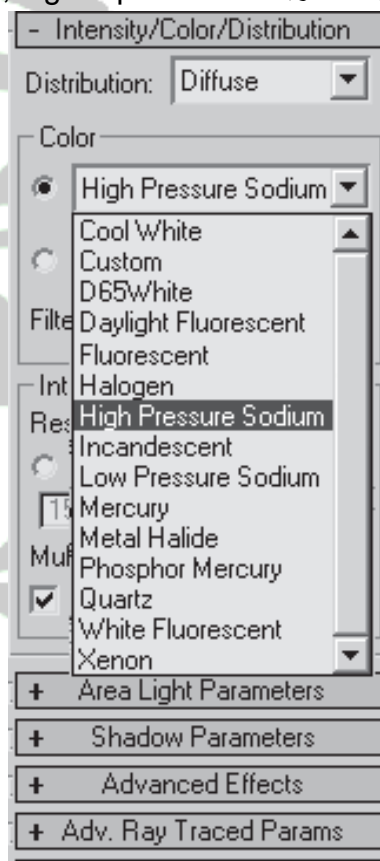 - Intensity/Color/Distribution
Distribution: Diffuse
Color
High Pressure Sodium
Cool White
Custom
D65White
Daylight Fluorescent
Fluorescent
Halogen
High Pressure Sodium
Incandescent
Low Pressure Sodium
Mercury
Metal Halide
Phosphor Mercury
Quartz
White Fluorescent
Xenon
+ Area Light Parameters
+ Shadow Parameters
+ Advanced Effects
+ Adv. Ray Traced Params